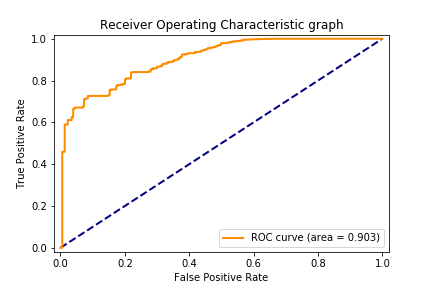 Receiver Operating Characteristic graph
1.0
0.8
0.6
0.4
0.2
0.0
True Positive Rate
ROC curve (area = 0.903)
0.0 0.2 0.4 0.6 0.8 1.0
False Positive Rate